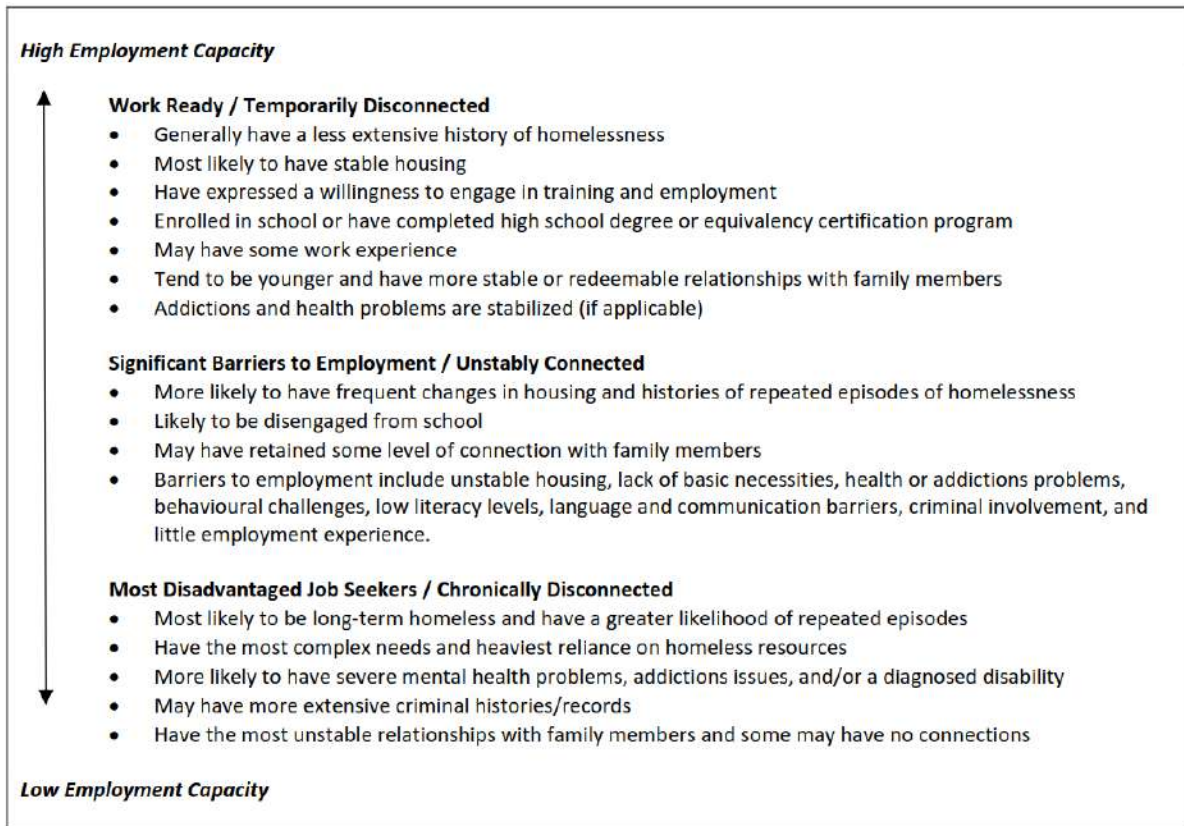 High Employment Capacity
Work Ready / Temporarily Disconnected
• Generally have a less extensive history of homelessness
• Most likely to have stable housing
• Have expressed a willingness to engage in training and employment
• Enrolled in school or have completed high school degree or equivalency certification program
• May have some work experience
• Tend to be younger and have more stable or redeemable relationships with family members
• Addictions and health problems are stabilized (if applicable)
Significant Barriers to Employment / Unstably Connected
• More likely to have frequent changes in housing and histories of repeated episodes of homelessness
• Likely to be disengaged from school
• May have retained some level of connection with family members
• Barriers to employment include unstable housing, lack of basic necessities, health or addictions problems,
behavioural challenges, low literacy levels, language and communication barriers, criminal involvement, and
little employment experience.
Most Disadvantaged Job Seekers / Chronically Disconnected
• Most likely to be long-term homeless and have a greater likelihood of repeated episodes
• Have the most complex needs and heaviest reliance on homeless resources
• More likely to have severe mental health problems, addictions issues, and/or a diagnosed disability
• May have more extensive criminal histories/records
• Have the most unstable relationships with family members and some may have no connections
Low Employment Capacity